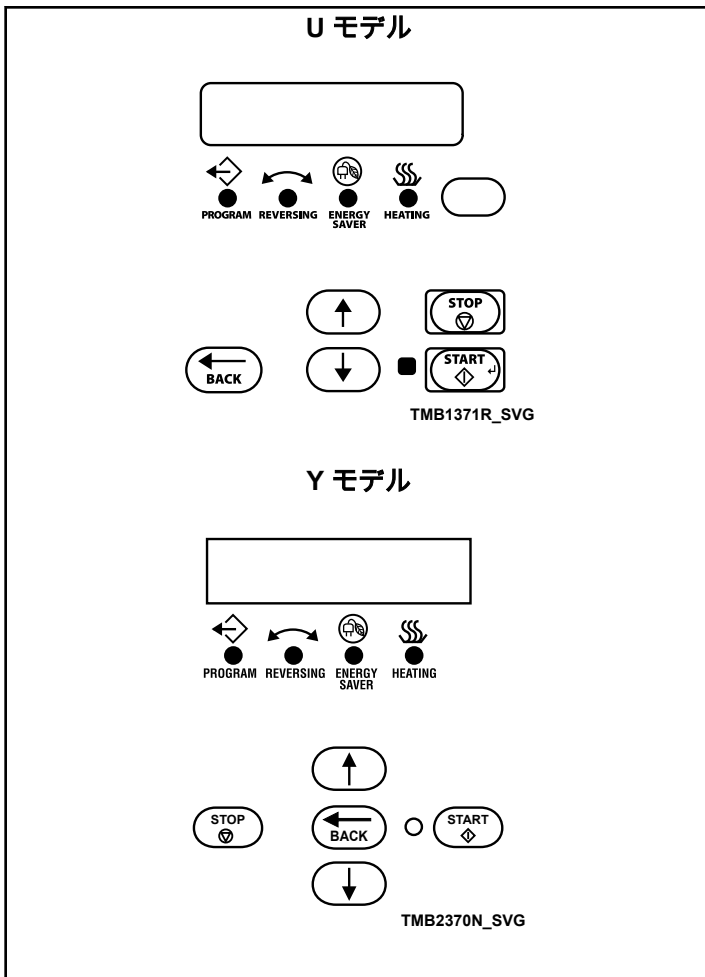 U モデル
PROGRAM REVERSING ENERGY SAVER HEATING
STOP
BACK
START
TMB1371R_SVG
Y モデル
PROGRAM REVERSING ENERGY SAVER HEATING
STOP
BACK
START
TMB2370N_SVG